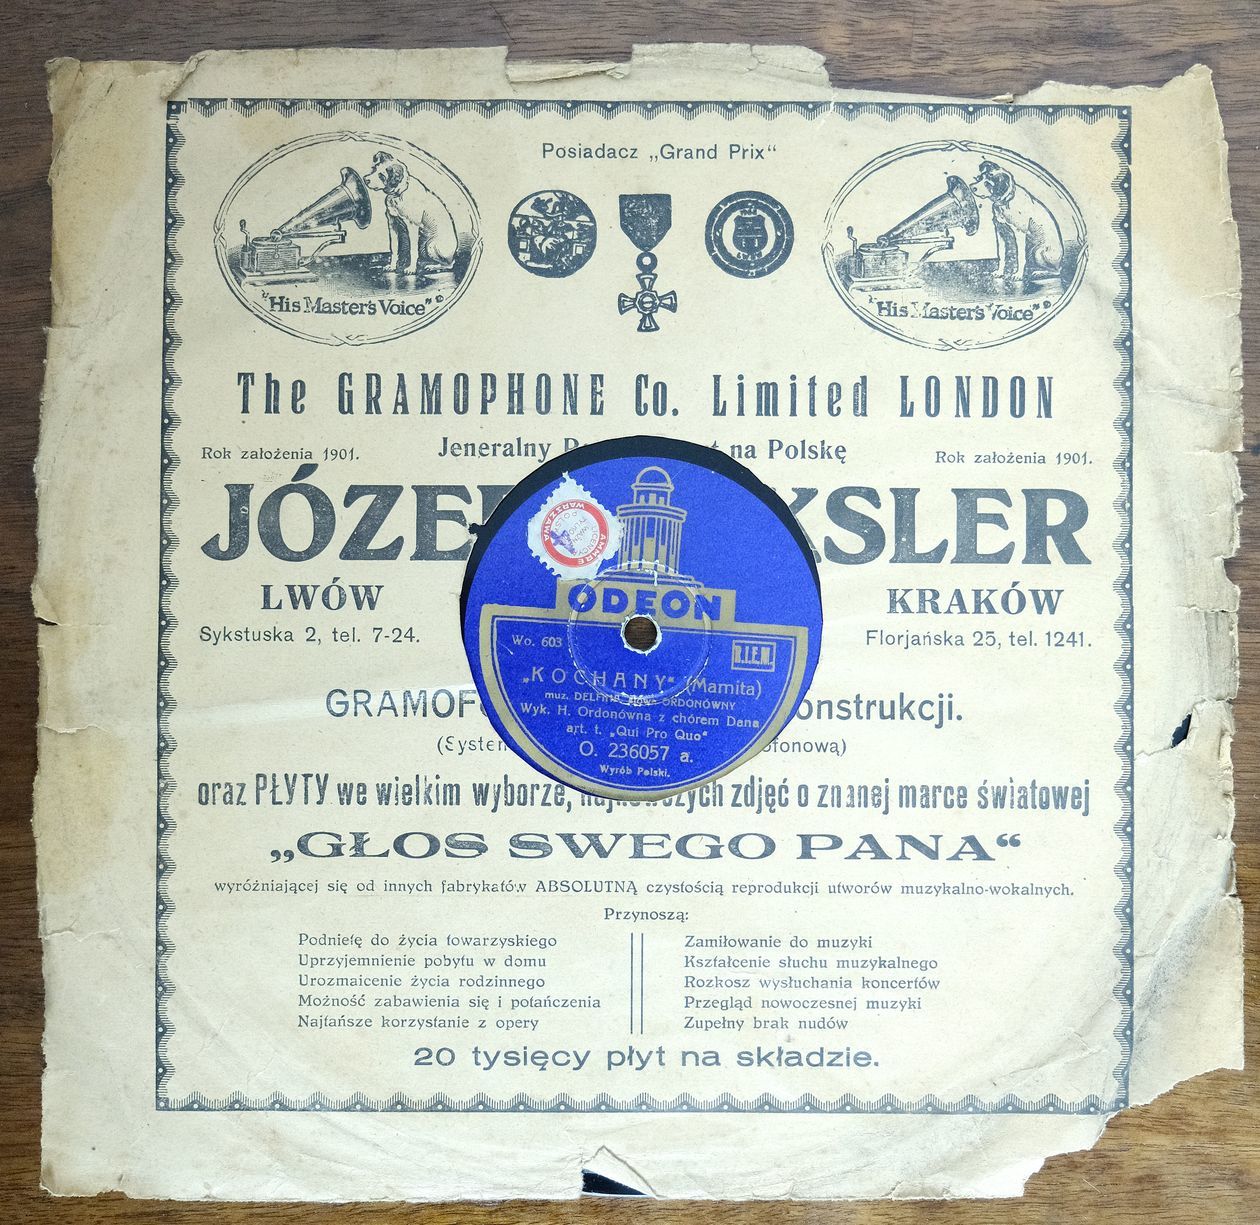 Posiadacz „Grand Prix“
"His Master's Voice"
"His Master's Voice"
The GRAMOPHONE Co. Limited LONDON
Rok założenia 1901.
Jeneralny
na Polskę
Rok założenia 1901.
JÓZE
KSLER
LWÓW
KRAKÓW
Sykstuska 2, tel. 7-24.
Florjańska 25, tel. 1241.
GRAMOF
onstrukcji.
(System
ofonową)
oraz PŁYTY we wielkim wyborze, najnowszych zdjęć o znanej marce światowej
„GŁOS SWEGO PANA“
wyróżniającej się od innych fabrykatów ABSOLUTNĄ czystością reprodukcji utworów muzykalno-wokalnych.
Przynoszą:
Podnietę do życia towarzyskiego
Uprzyjemnienie pobytu w domu
Urozmaicenie życia rodzinnego
Możność zabawienia się i potańczenia
Najtańsze korzystanie z opery
Zamiłowanie do muzyki
Kształcenie słuchu muzykalnego
Rozkosz wysłuchania koncertów
Przegląd nowoczesnej muzyki
Zupełny brak nudów
20 tysięcy płyt na składzie.
AMMRE
LICENCJA
WARSZAWA
ODEON
Wo. 603
B.I.E.M.
„KOCHANY“ (Mamita)
muz. DELFINA, słowa ORDONÓWNY
Wyk. H. Ordonówna z chórem Dana
art. t. „Qui Pro Quo“
O. 236057 a.
Wyrób Polski.